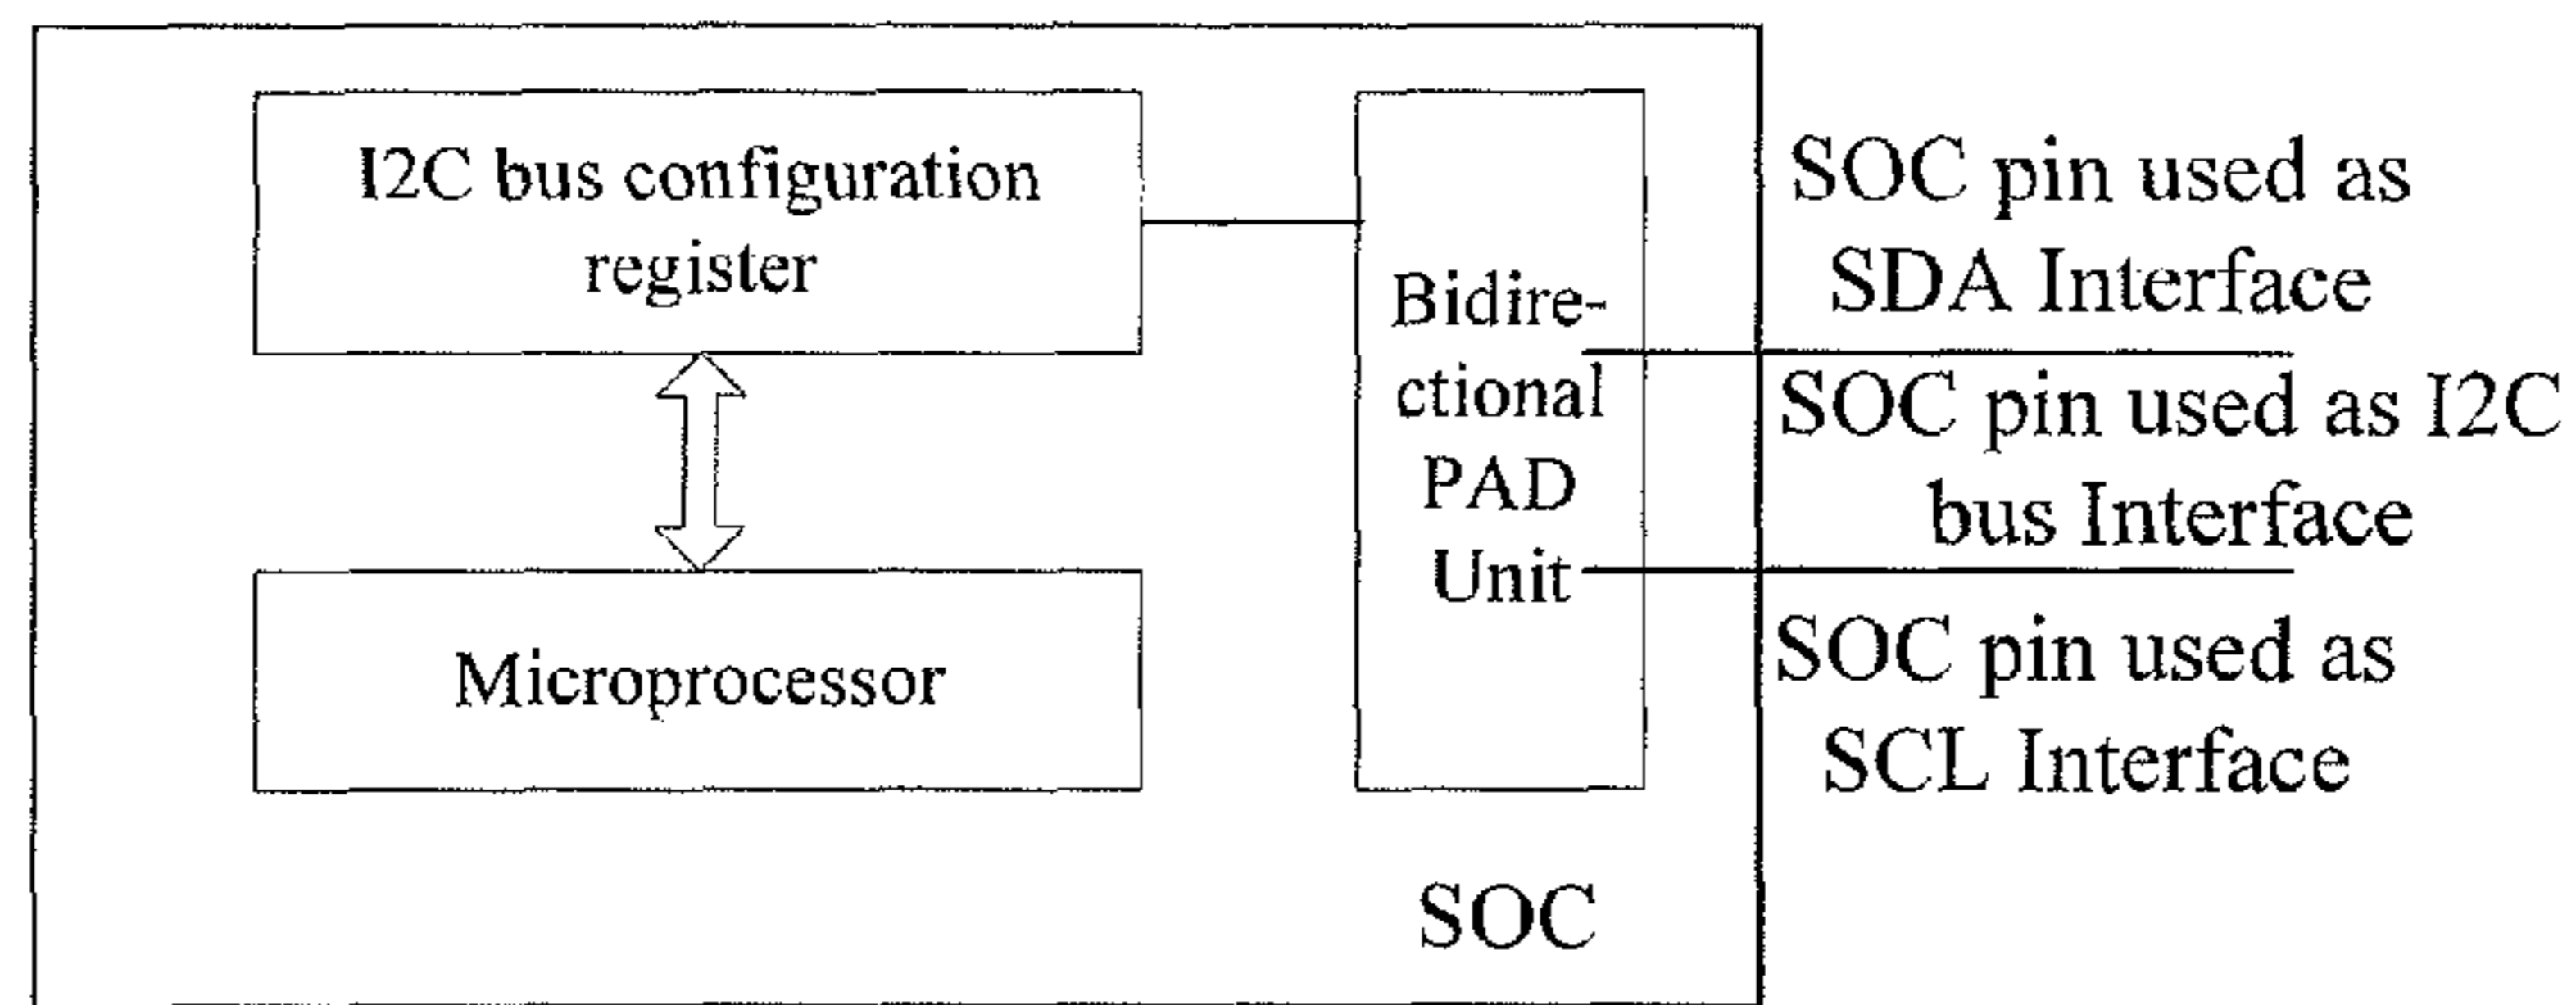 I2C bus configuration
register
Microprocessor
Bidire-
ctional
PAD
Unit
SOC
SOC pin used as
SDA Interface
SOC pin used as I2C
bus Interface
SOC pin used as
SCL Interface